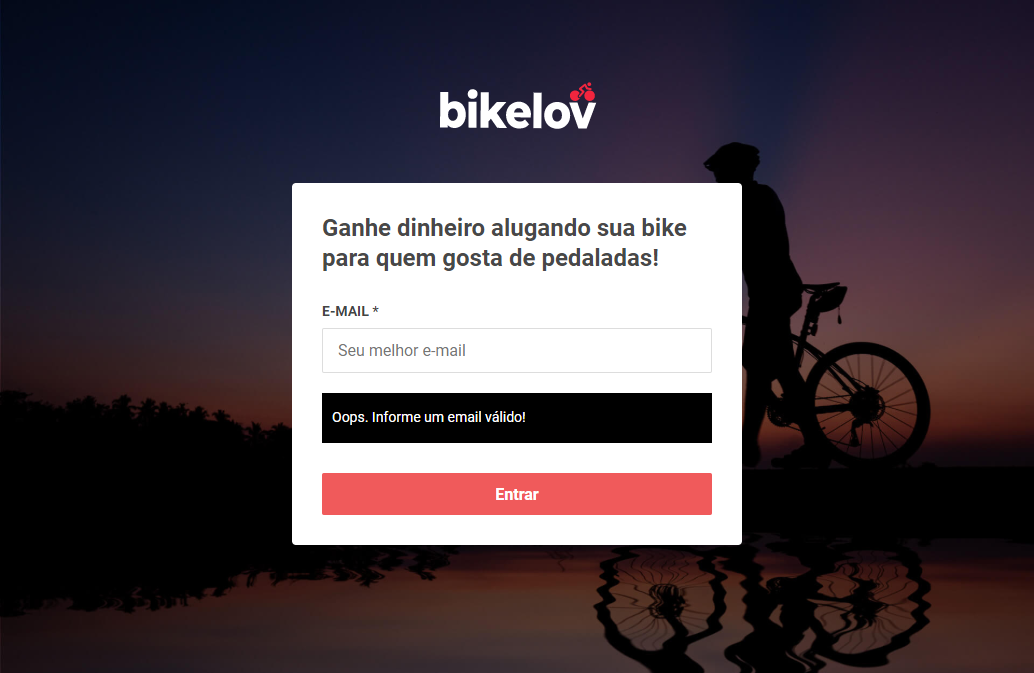 bikelov
Ganhe dinheiro alugando sua bike
para quem gosta de pedaladas!
E-MAIL *
Seu melhor e-mail
Oops. Informe um email válido!
Entrar